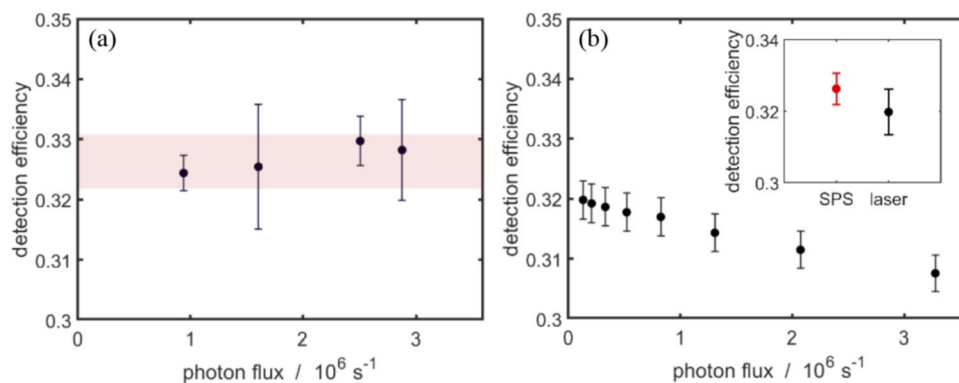 (a)
0.35
0.34
0.33
0.32
0.31
0.3
detection efficiency
0 1 2 3
photon flux / 10⁶ s⁻¹
(b)
0.35
0.34
0.33
0.32
0.31
0.3
detection efficiency
0 1 2 3
photon flux / 10⁶ s⁻¹
0.34
0.32
0.3
detection efficiency
SPS laser